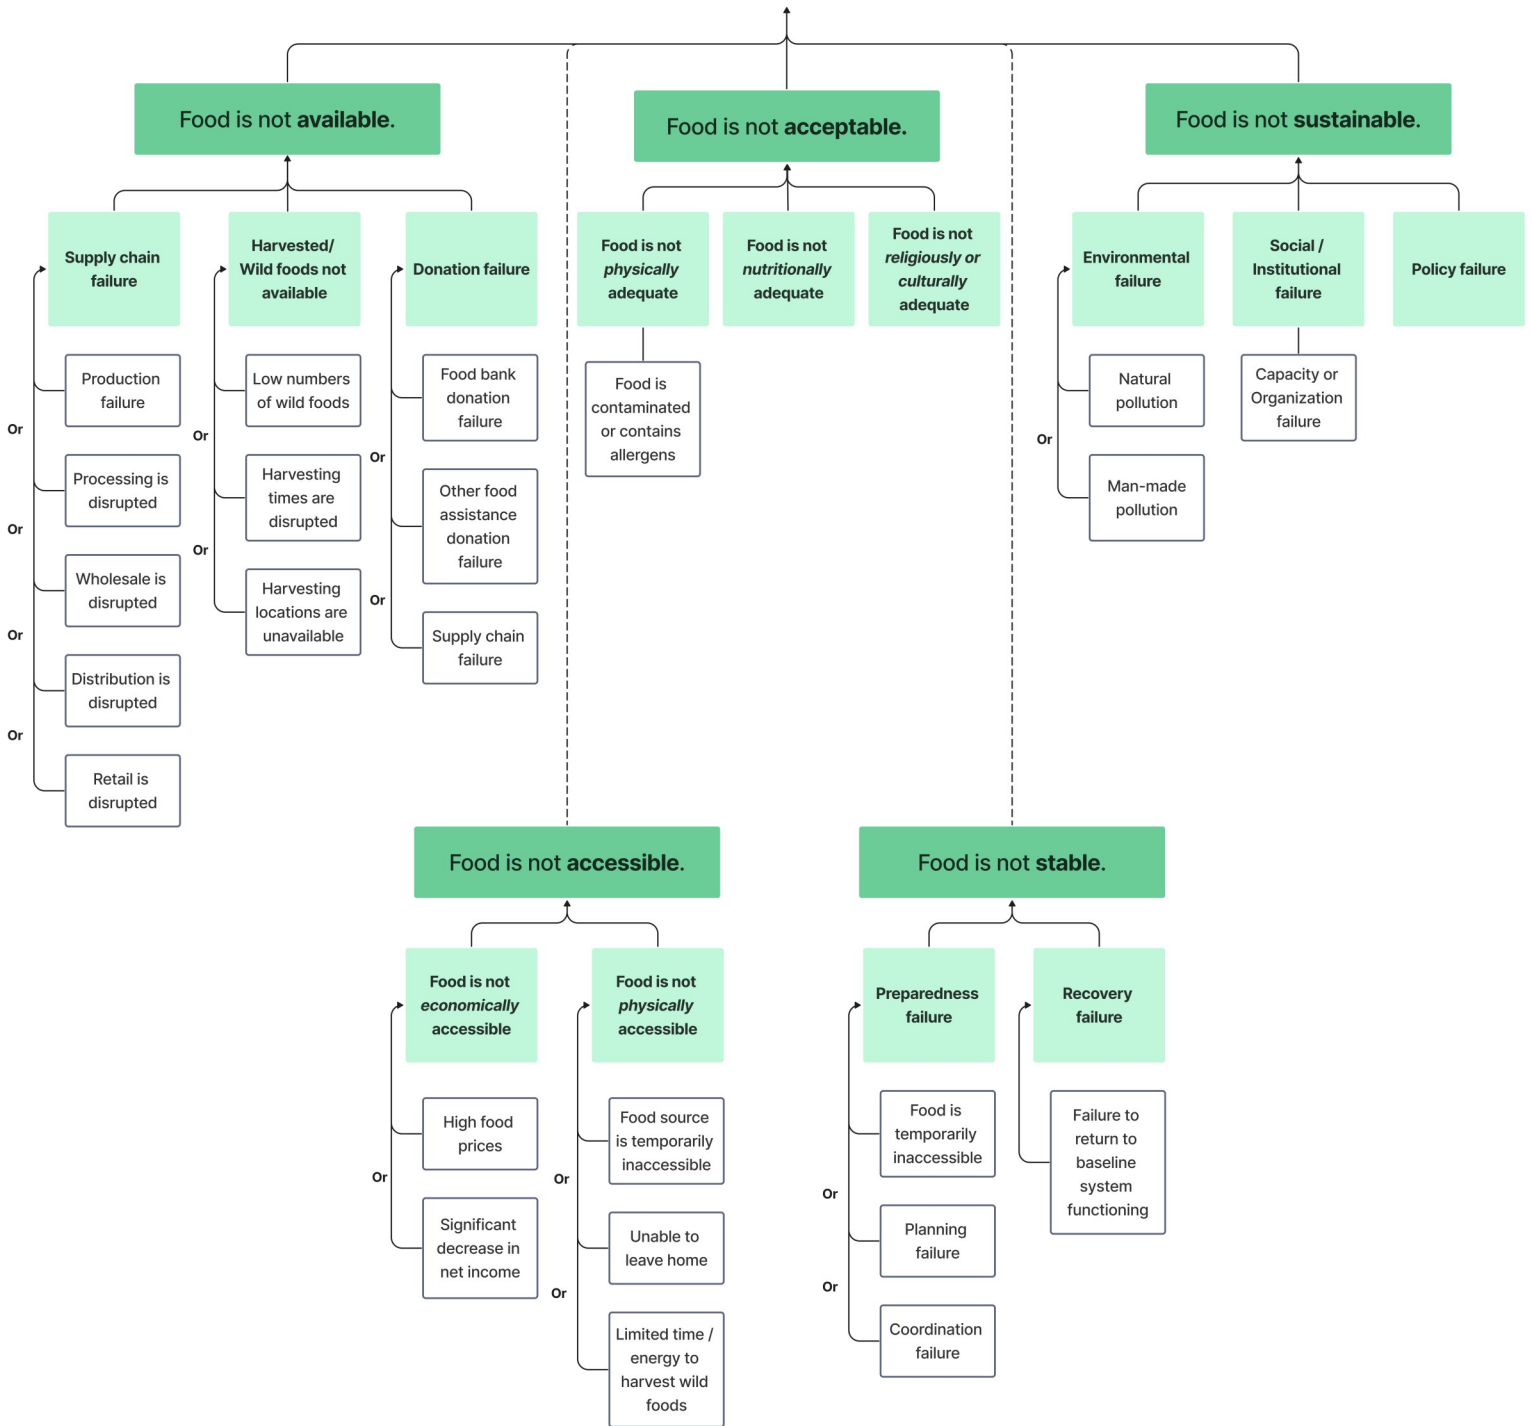 Food is not available.
Food is not acceptable.
Food is not sustainable.
Supply chain
failure
Harvested/
Wild foods not
available
Donation failure
Food is not
physically
adequate
Food is not
nutritionally
adequate
Food is not
religiously or
culturally
adequate
Environmental
failure
Social /
Institutional
failure
Policy failure
Production
failure
Or
Processing is
disrupted
Or
Wholesale is
disrupted
Or
Distribution is
disrupted
Or
Retail is
disrupted
Low numbers
of wild foods
Or
Harvesting
times are
disrupted
Or
Harvesting
locations are
unavailable
Food bank
donation
failure
Or
Other food
assistance
donation
failure
Or
Supply chain
failure
Food is
contaminated
or contains
allergens
Natural
pollution
Or
Man-made
pollution
Capacity or
Organization
failure
Food is not accessible.
Food is not stable.
Food is not
economically
accessible
Food is not
physically
accessible
Preparedness
failure
Recovery
failure
High food
prices
Or
Significant
decrease in
net income
Food source
is temporarily
inaccessible
Or
Unable to
leave home
Or
Limited time /
energy to
harvest wild
foods
Food is
temporarily
inaccessible
Or
Planning
failure
Or
Coordination
failure
Failure to
return to
baseline
system
functioning